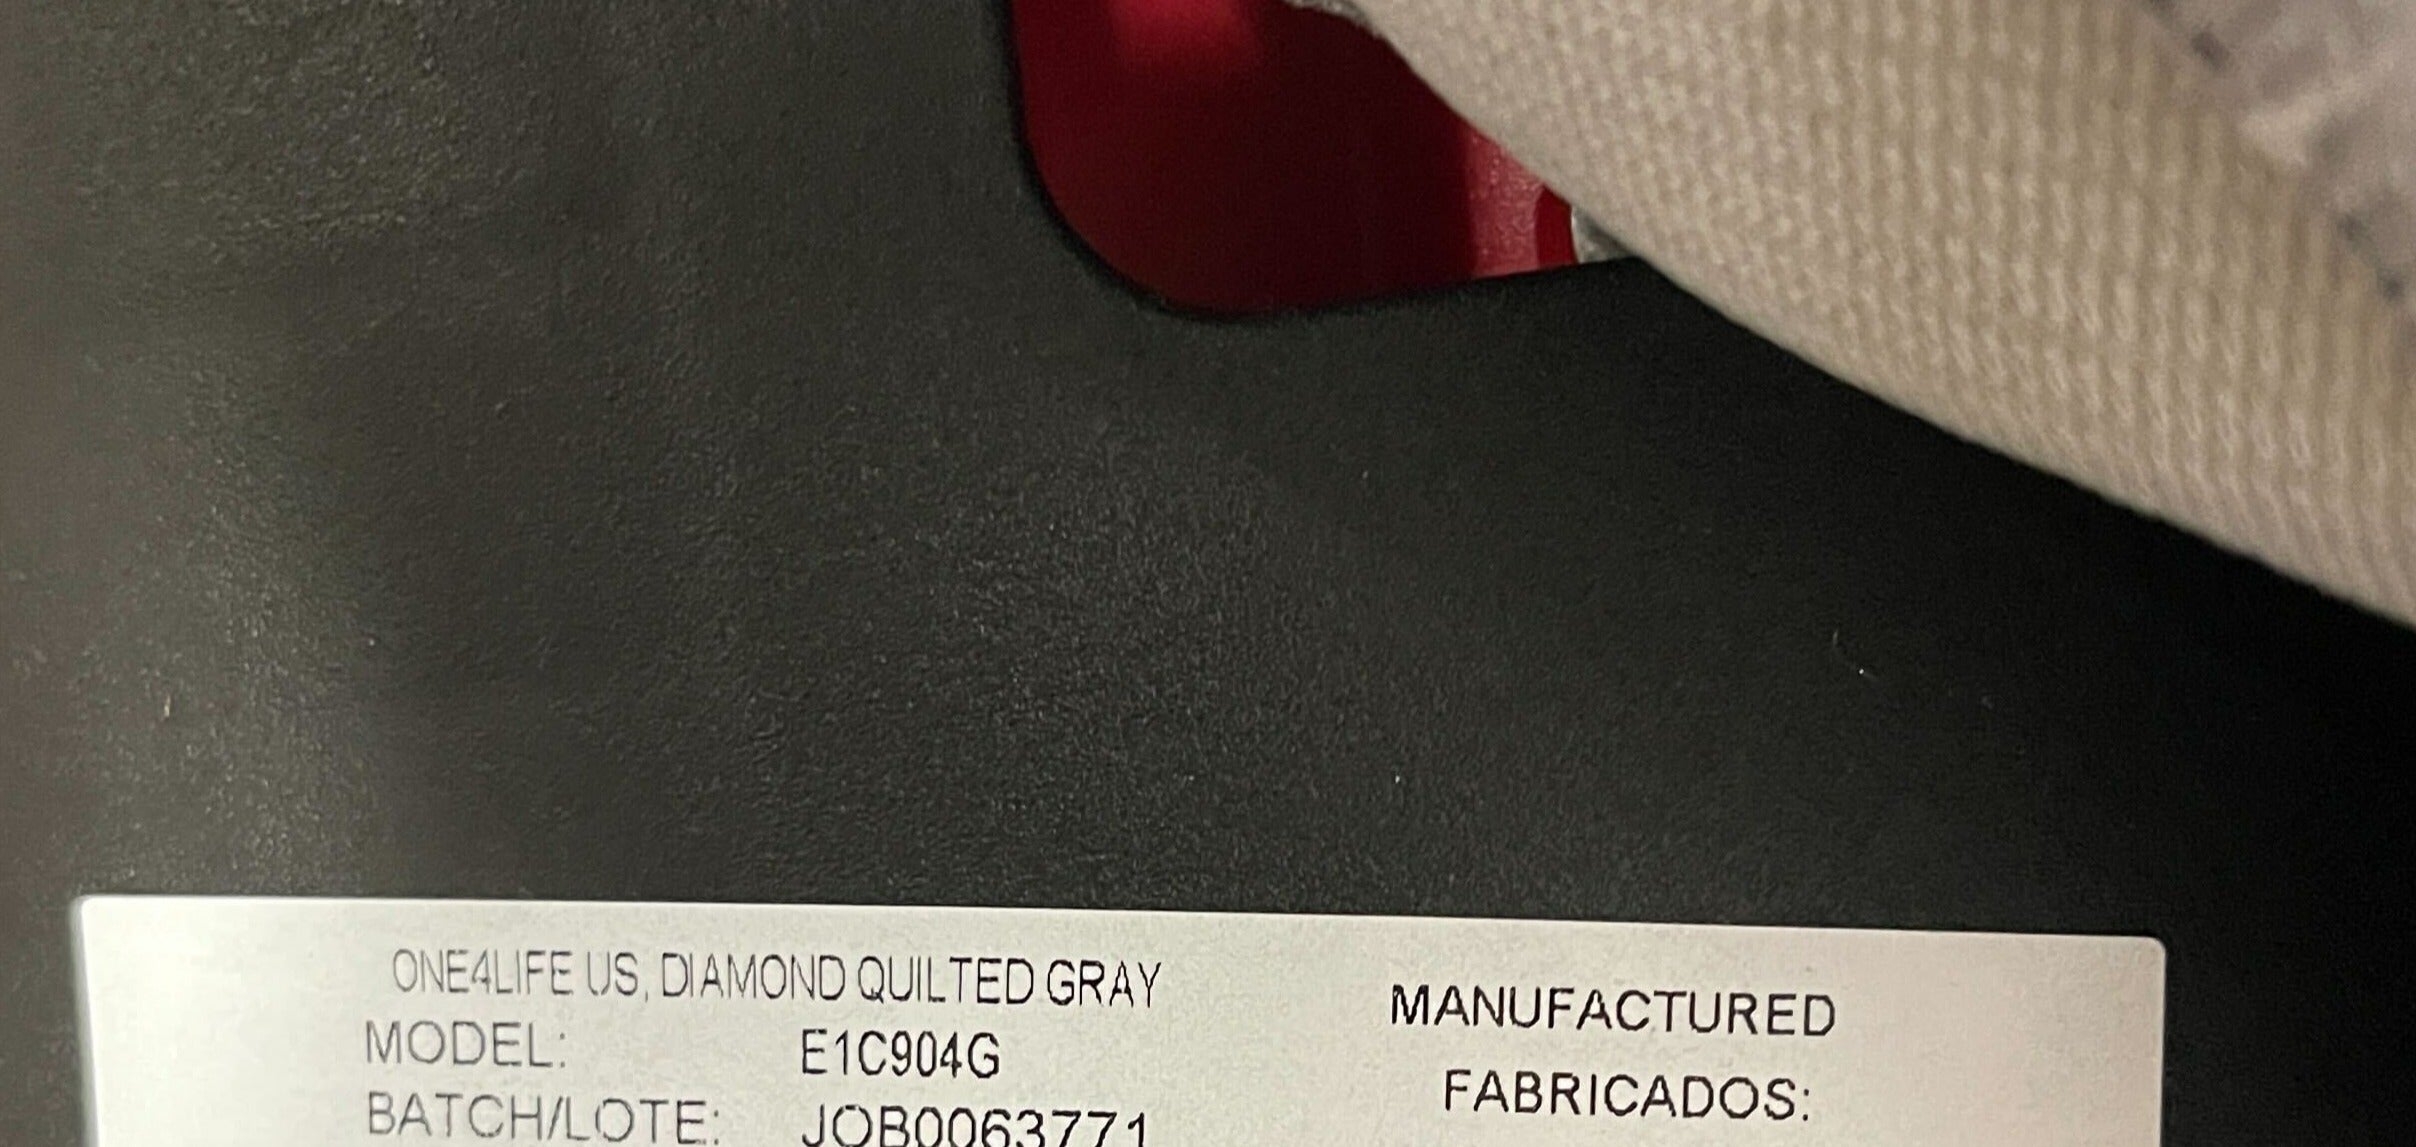 ONE4LIFE US, DIAMOND QUILTED GRAY
MODEL: E1C904G
BATCH/LOTE: JOB0063771
MANUFACTURED
FABRICADOS: